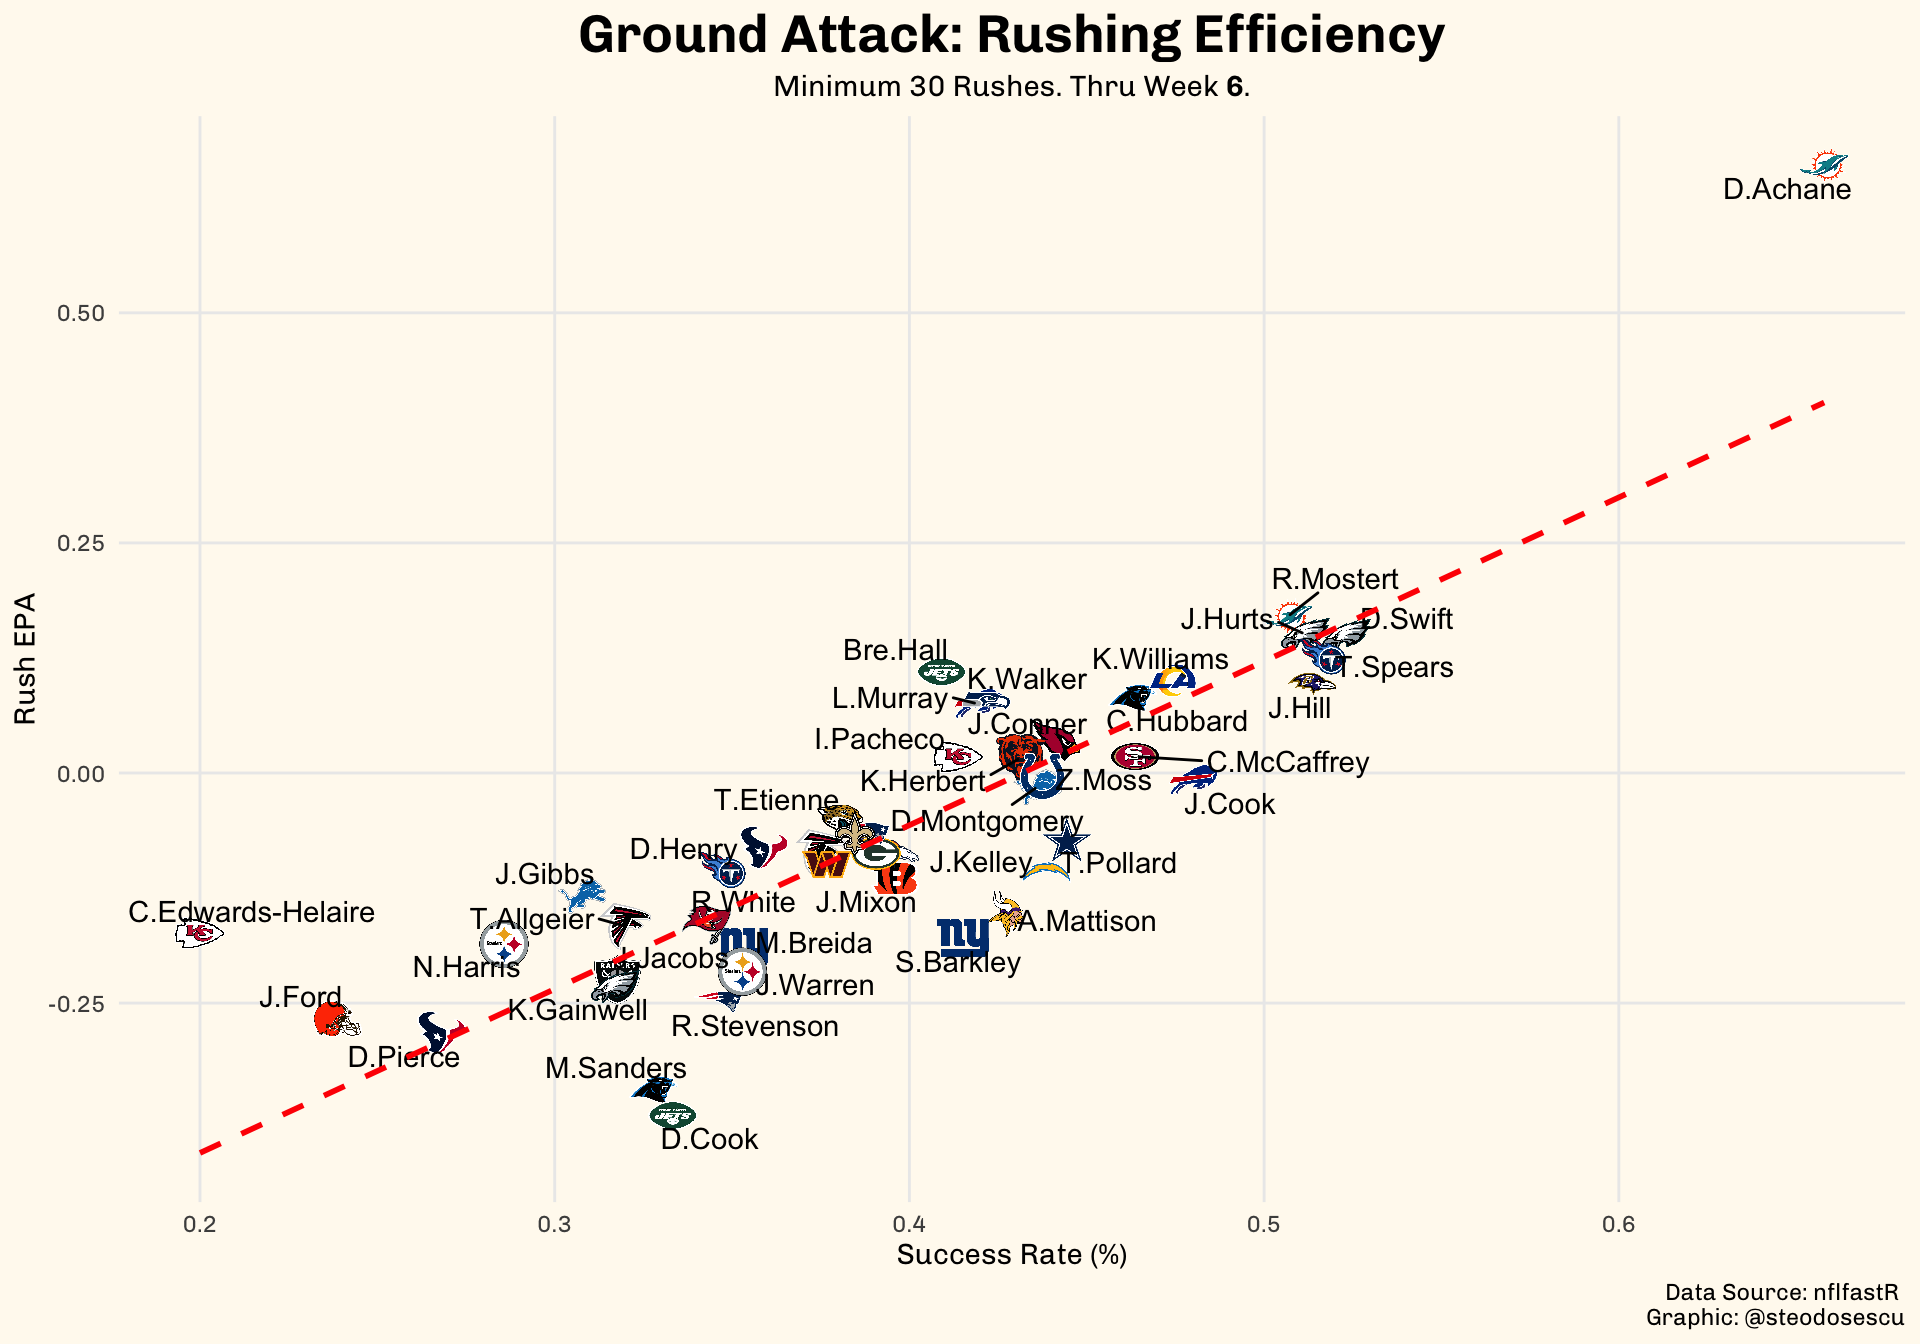 Ground Attack: Rushing Efficiency
Minimum 30 Rushes. Thru Week 6.
D.Achane
0.50
0.25
R.Mostert
J.Hurts
D.Swift
Bre.Hall
K.Williams
T.Spears
K.Walker
L.Murray
J.Hill
C.Hubbard
J.Conner
I.Pacheco
C.McCaffrey
0.00
K.Herbert
Z.Moss
J.Cook
T.Etienne
D.Montgomery
D.Henry
J.Kelley
T.Pollard
J.Gibbs
R.White
J.Mixon
C.Edwards-Helaire
T.Allgeier
A.Mattison
M.Breida
J.Jacobs
S.Barkley
N.Harris
J.Warren
J.Ford
-0.25
K.Gainwell
R.Stevenson
D.Pierce
M.Sanders
D.Cook
Rush EPA
0.2
0.3
0.4
0.5
0.6
Success Rate (%)
Data Source: nflfastR
Graphic: @steodosescu